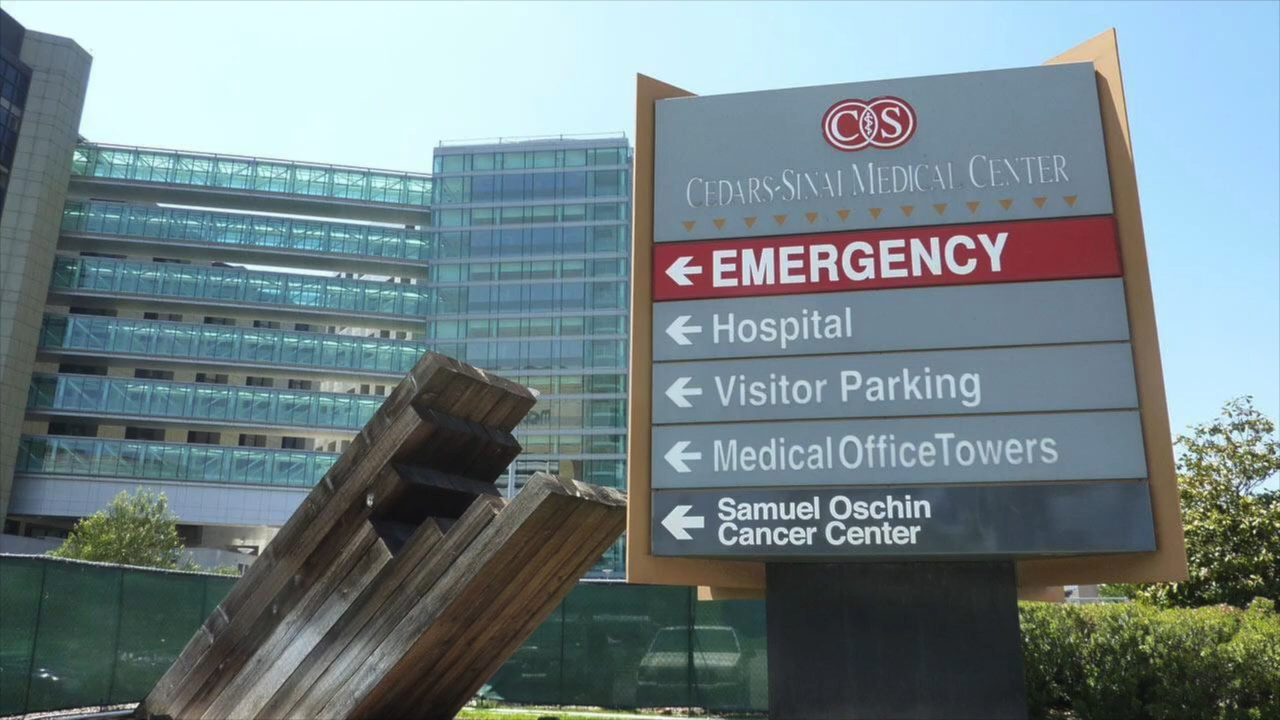 CS
CEDARS-SINAI MEDICAL CENTER
EMERGENCY
Hospital
Visitor Parking
Medical Office Towers
Samuel Oschin
Cancer Center